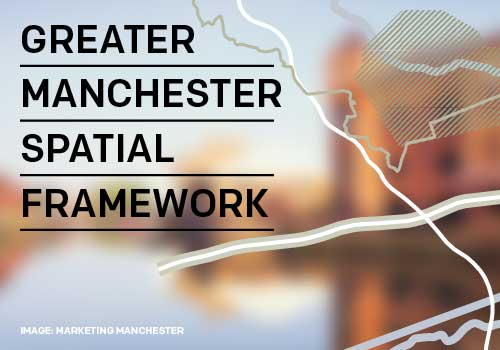 GREATER
MANCHESTER
SPATIAL
FRAMEWORK
IMAGE: MARKETING MANCHESTER